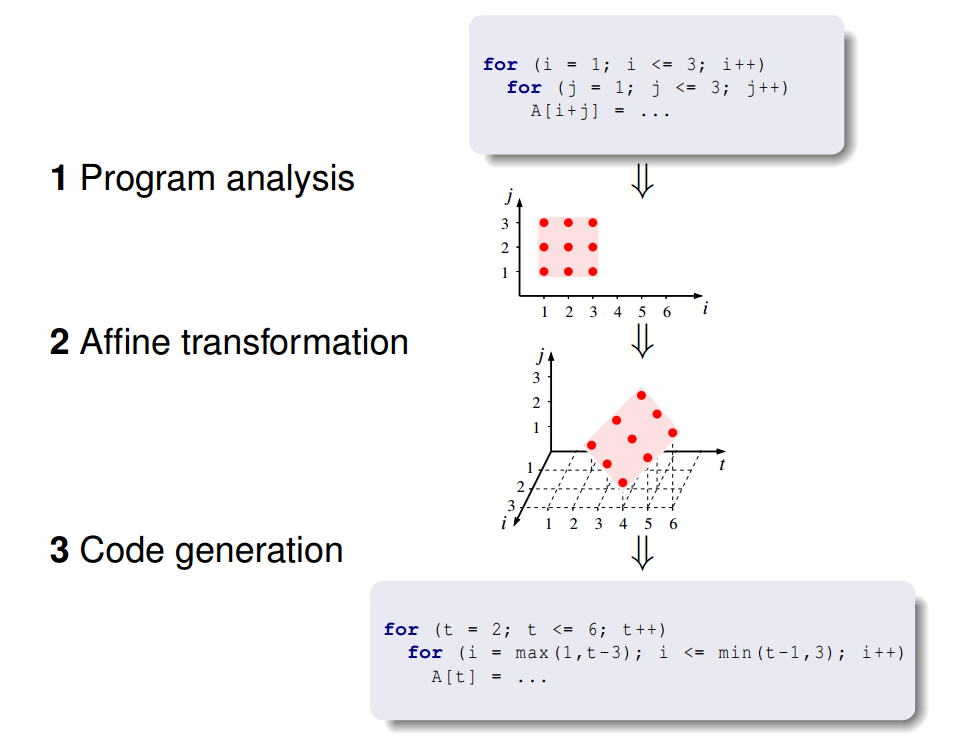 for (i = 1; i <= 3; i++)
for (j = 1; j <= 3; j++)
A[i+j] = ...
1 Program analysis
j
3
2
1
1 2 3 4 5 6 i
2 Affine transformation
j
3
2
1
t
1
2
3
i 1 2 3 4 5 6
3 Code generation
for (t = 2; t <= 6; t++)
for (i = max(1,t-3); i <= min(t-1,3); i++)
A[t] = ...